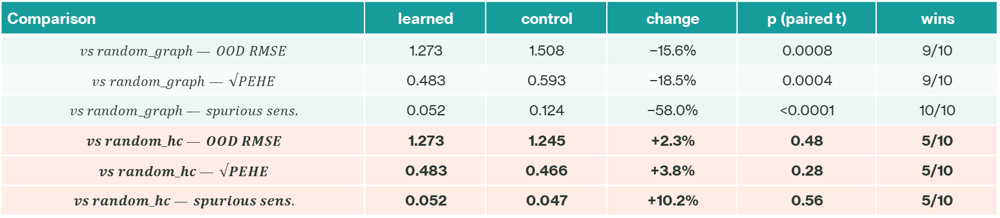 Comparison learned control change p (paired t) wins
vs random_graph — OOD RMSE 1.273 1.508 −15.6% 0.0008 9/10
vs random_graph — √PEHE 0.483 0.593 −18.5% 0.0004 9/10
vs random_graph — spurious sens. 0.052 0.124 −58.0% <0.0001 10/10
vs random_hc — OOD RMSE 1.273 1.245 +2.3% 0.48 5/10
vs random_hc — √PEHE 0.483 0.466 +3.8% 0.28 5/10
vs random_hc — spurious sens. 0.052 0.047 +10.2% 0.56 5/10